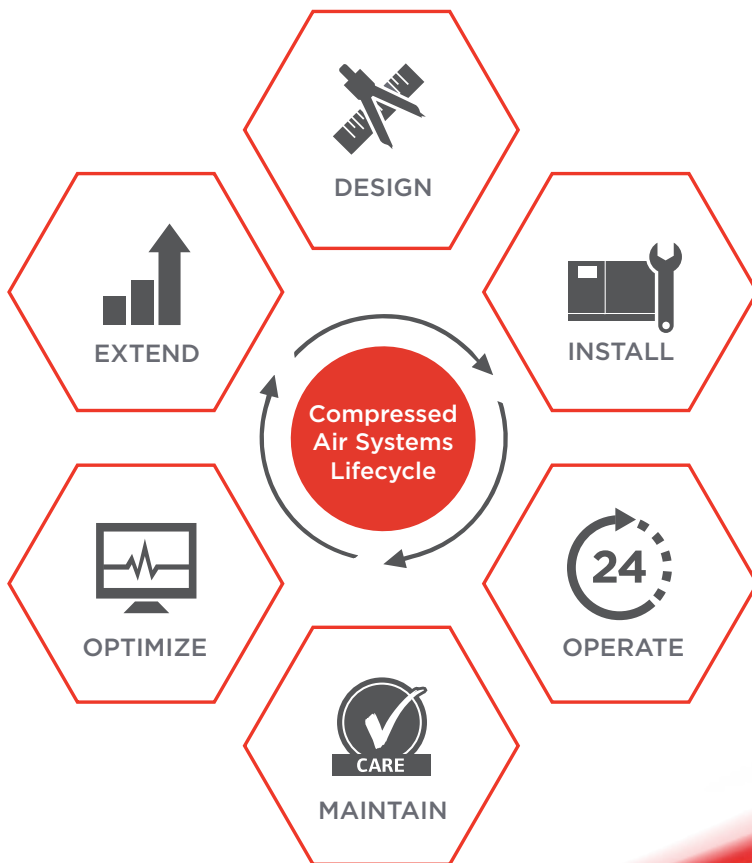 DESIGN
INSTALL
24
OPERATE
CARE
MAINTAIN
OPTIMIZE
EXTEND
Compressed
Air Systems
Lifecycle